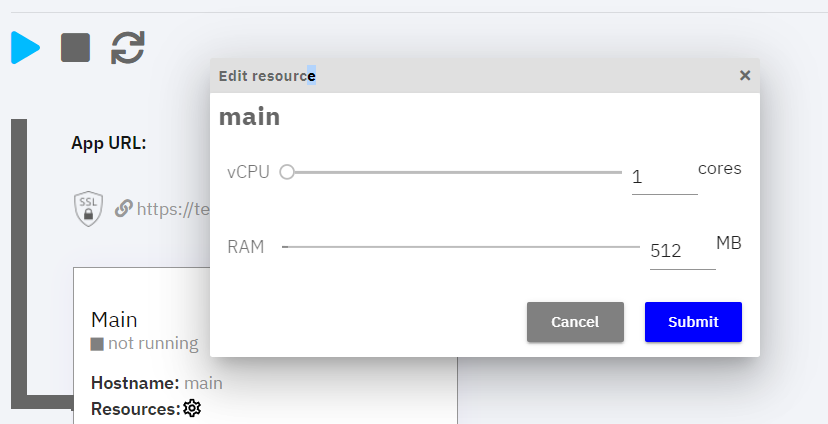 Edit resource
main
vCPU 1 cores
RAM 512 MB
Cancel Submit
App URL:
SSL https://te
Main
not running
Hostname: main
Resources: